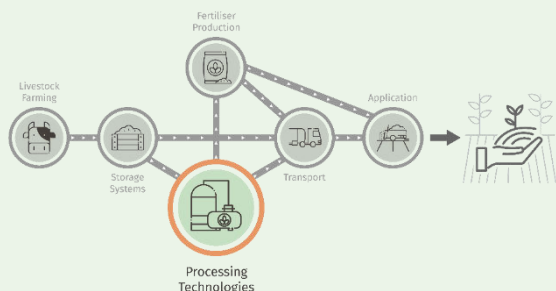 Fertiliser
Production
Livestock
Farming
Application
Storage
Systems
Transport
Processing
Technologies